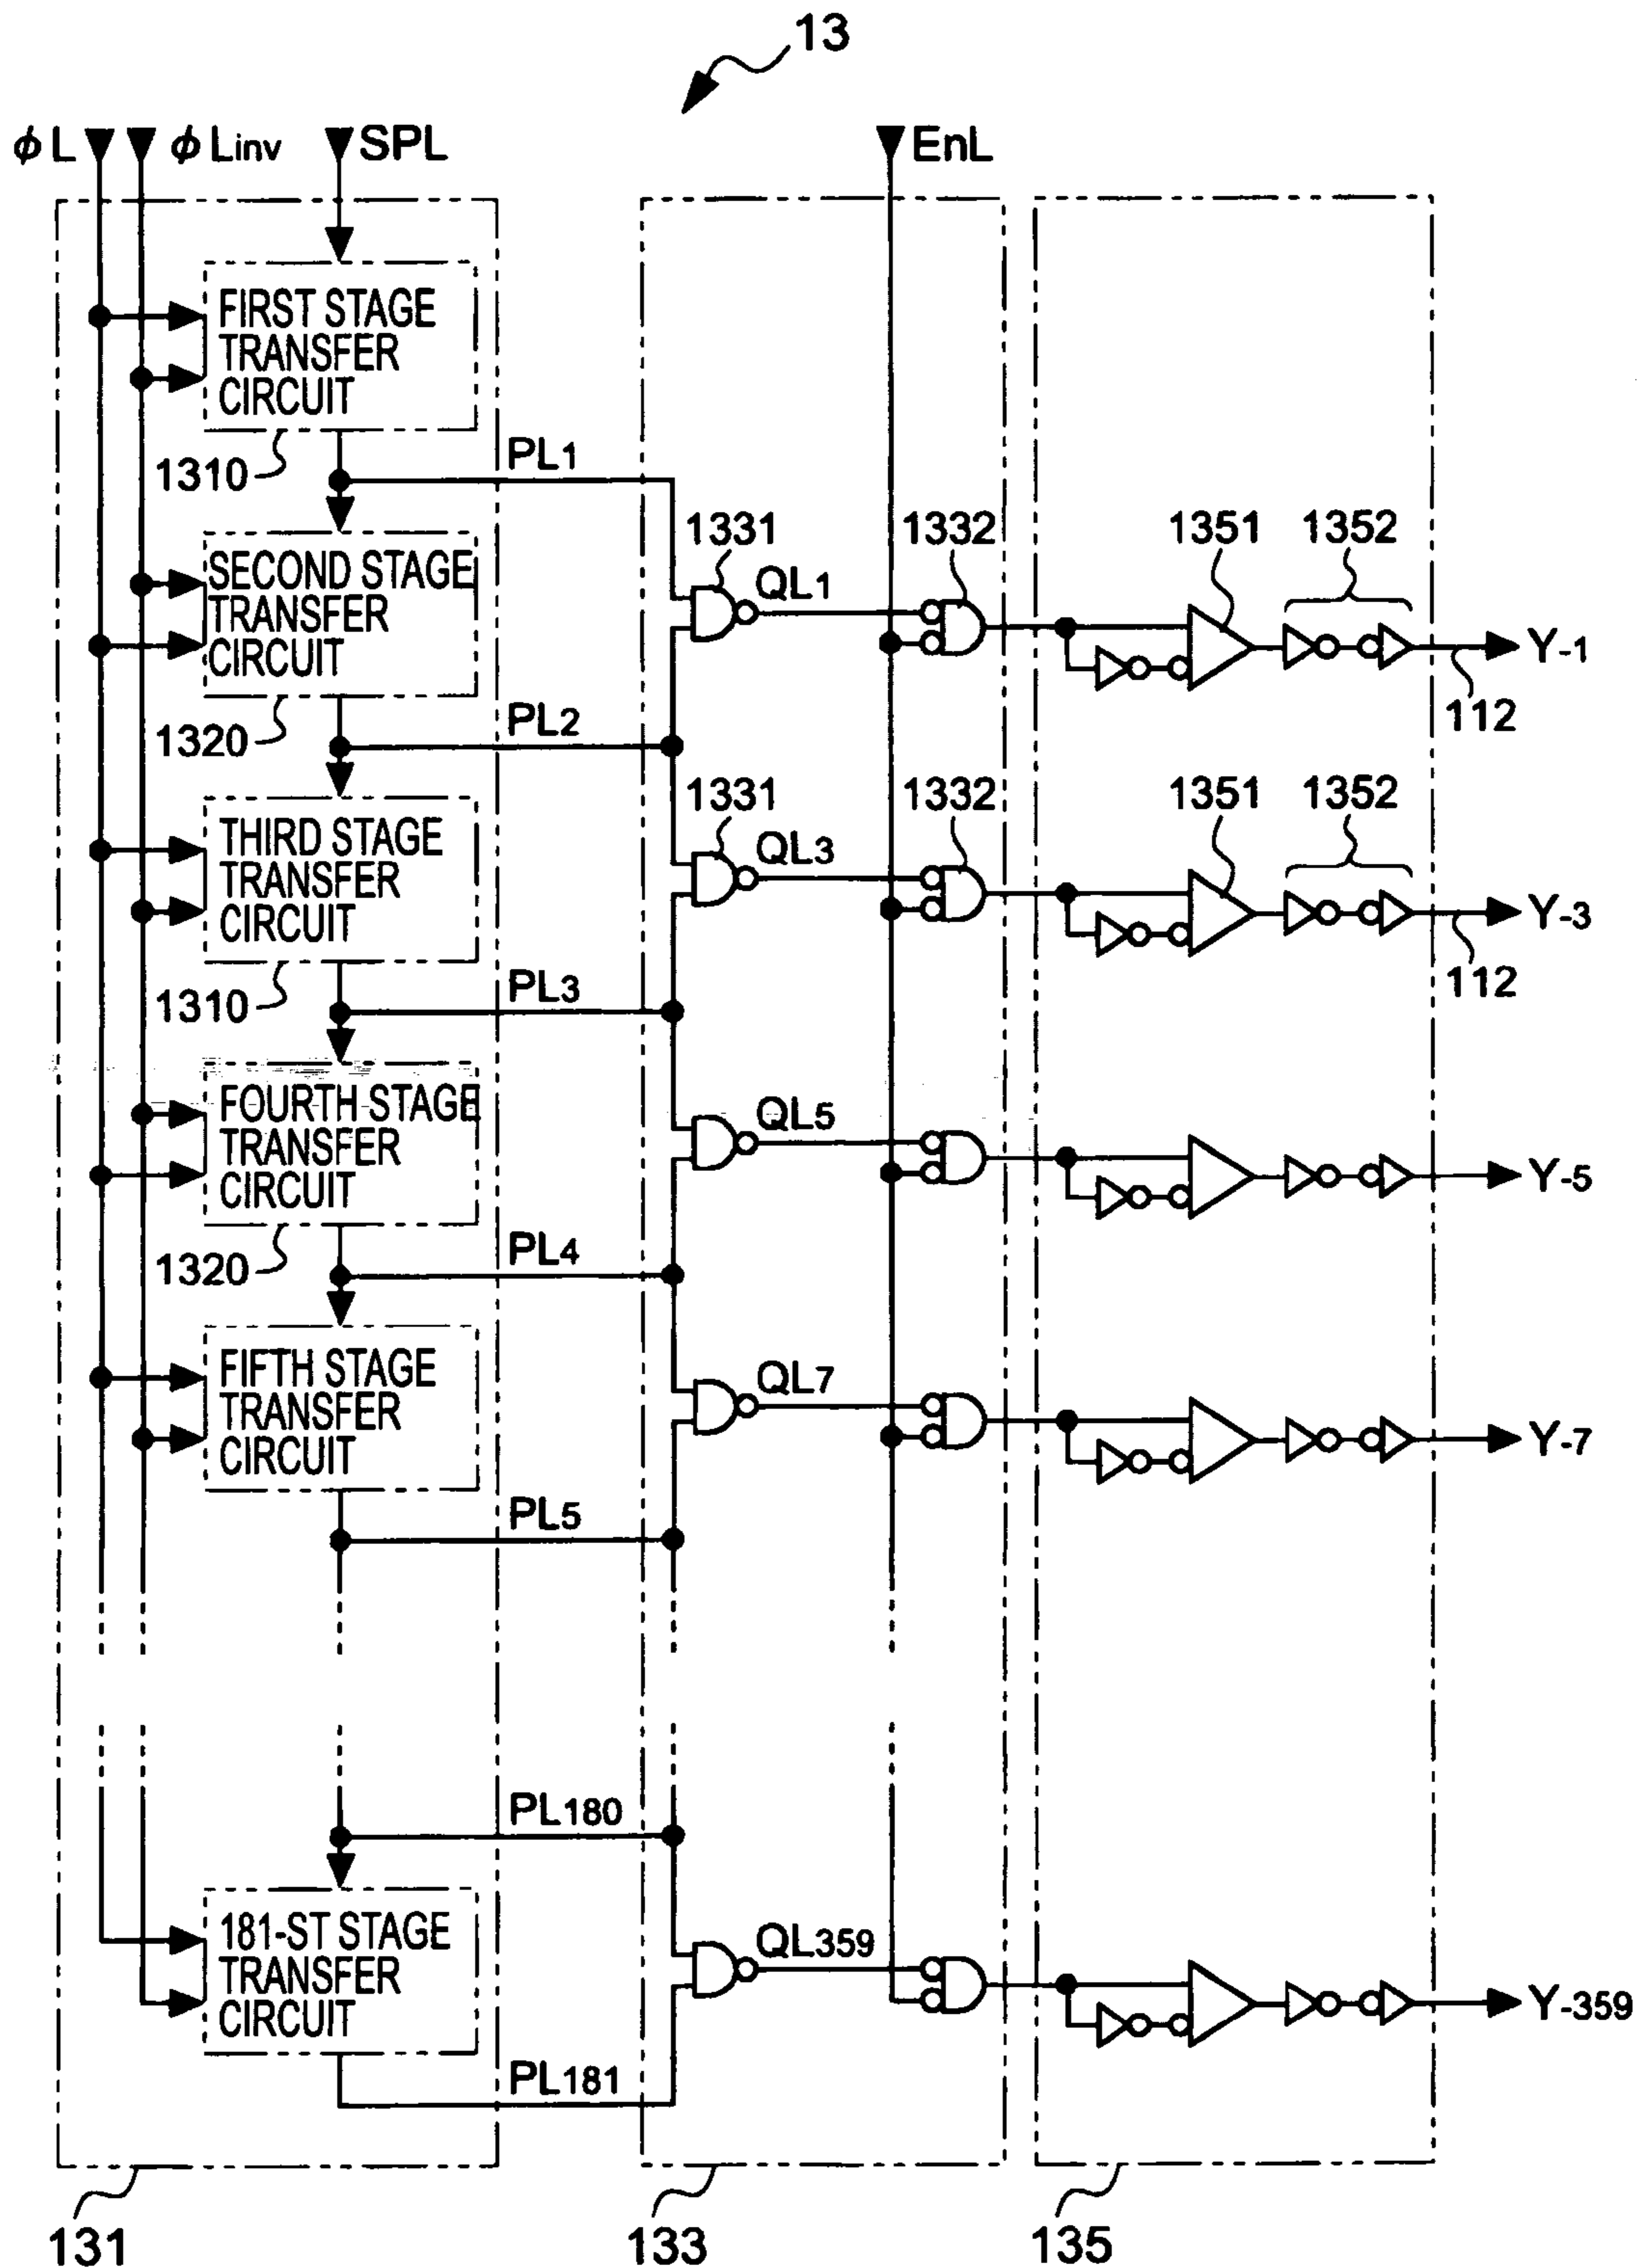 13
ϕL ϕLinv SPL EnL
FIRST STAGE
TRANSFER
CIRCUIT
1310
PL1
1331 1332 1351 1352
SECOND STAGE
TRANSFER
CIRCUIT
QL1
Y-1
112
1320
PL2
1331 1332 1351 1352
THIRD STAGE
TRANSFER
CIRCUIT
QL3
Y-3
112
1310
PL3
FOURTH STAGE
TRANSFER
CIRCUIT
QL5
Y-5
1320
PL4
FIFTH STAGE
TRANSFER
CIRCUIT
QL7
Y-7
PL5
PL180
181-ST STAGE
TRANSFER
CIRCUIT
QL359
Y-359
PL181
131 133 135